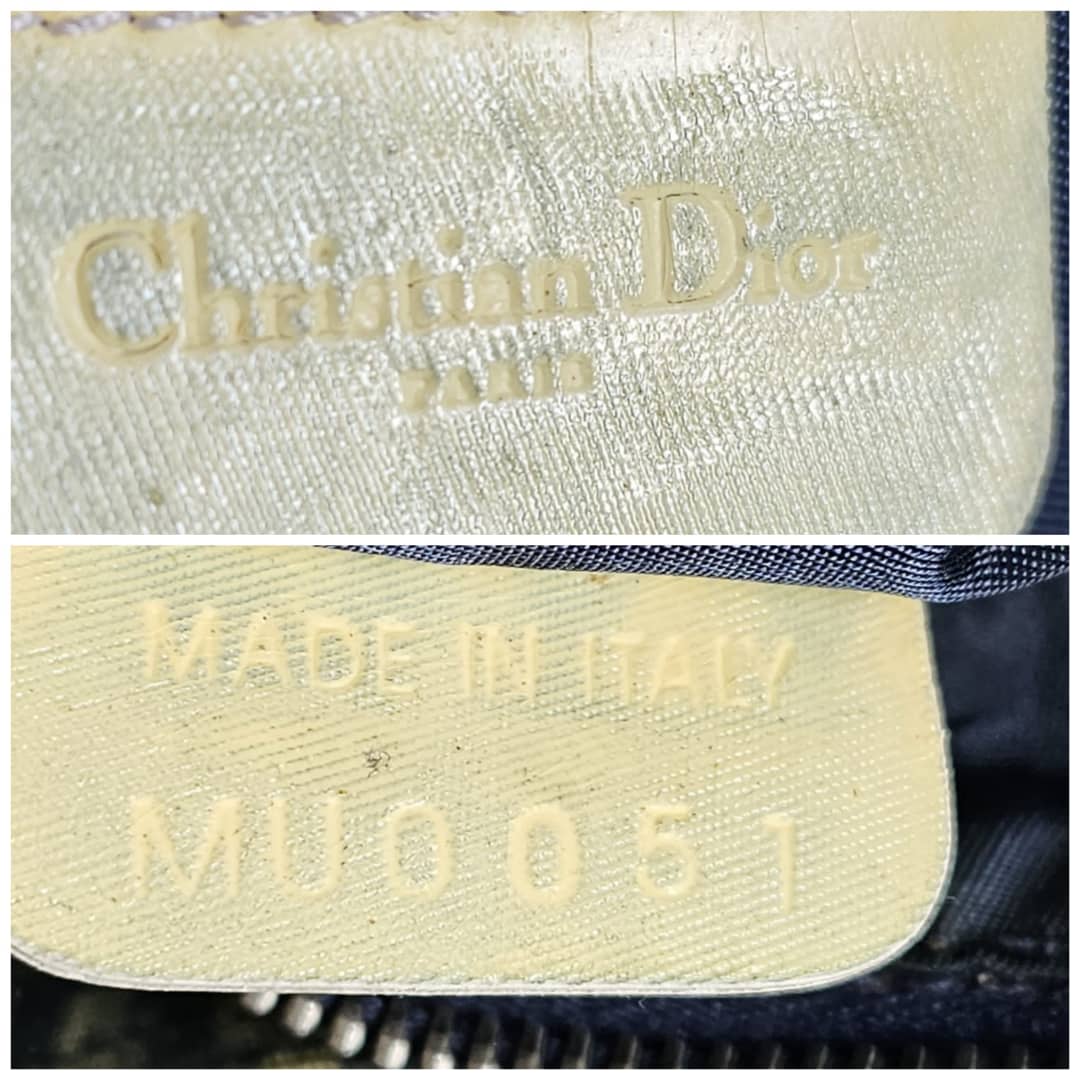 Christian Dior
PARIS
MADE IN ITALY
MU0051